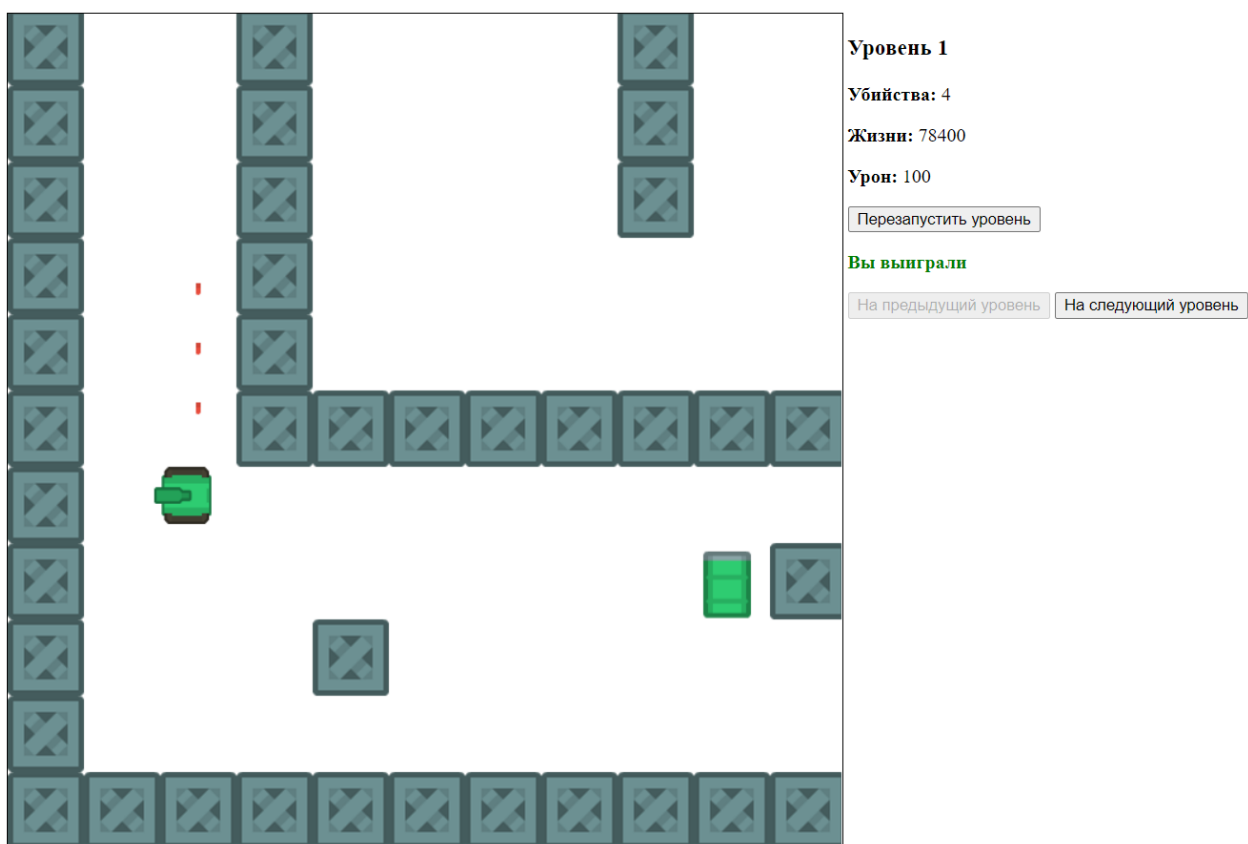 Уровень 1
Убийства: 4
Жизни: 78400
Урон: 100
Перезапустить уровень
Вы выиграли
На предыдущий уровень На следующий уровень